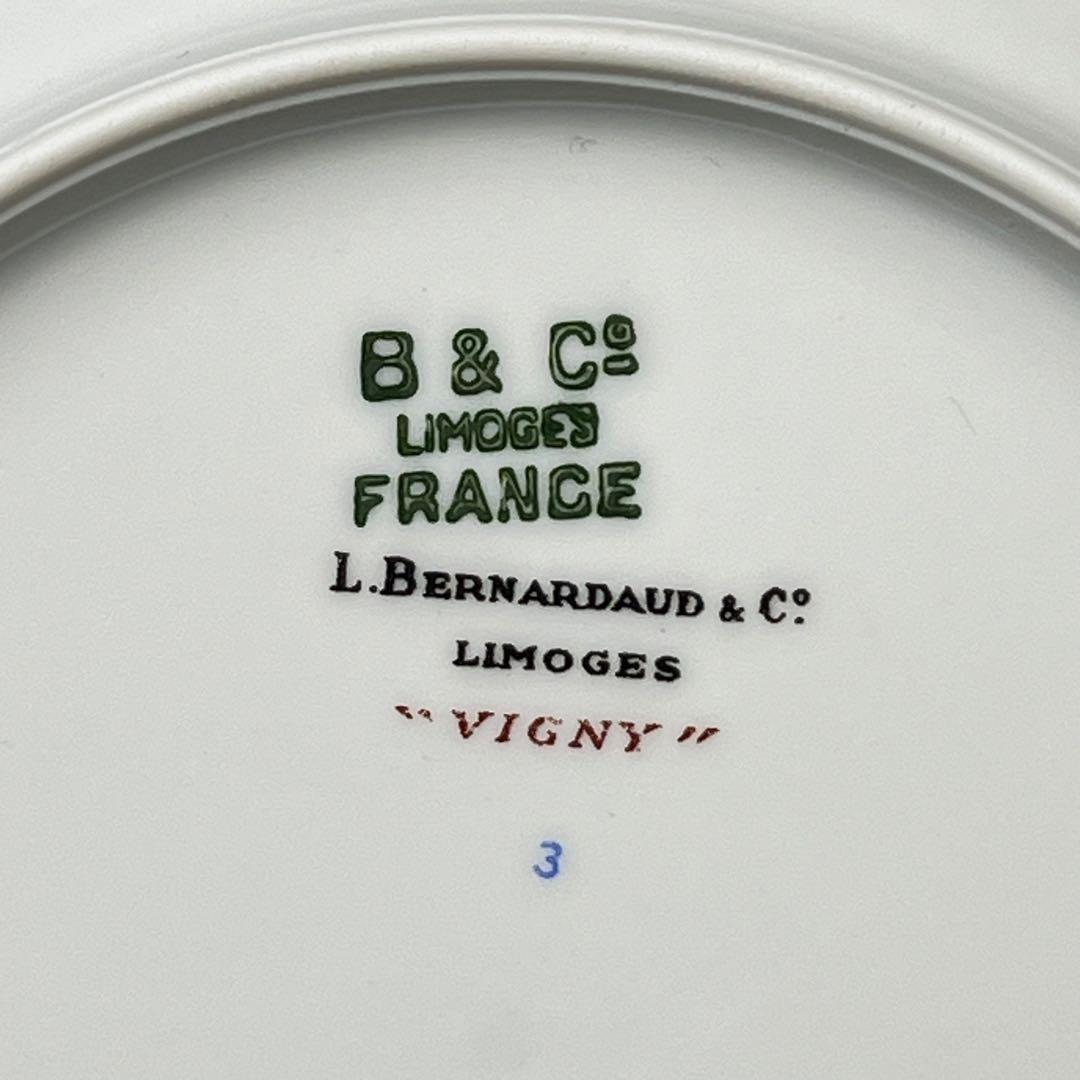 B & Cº
LIMOGES
FRANCE
L. BERNARDAUD & Cº
LIMOGES
"VIGNY"
3